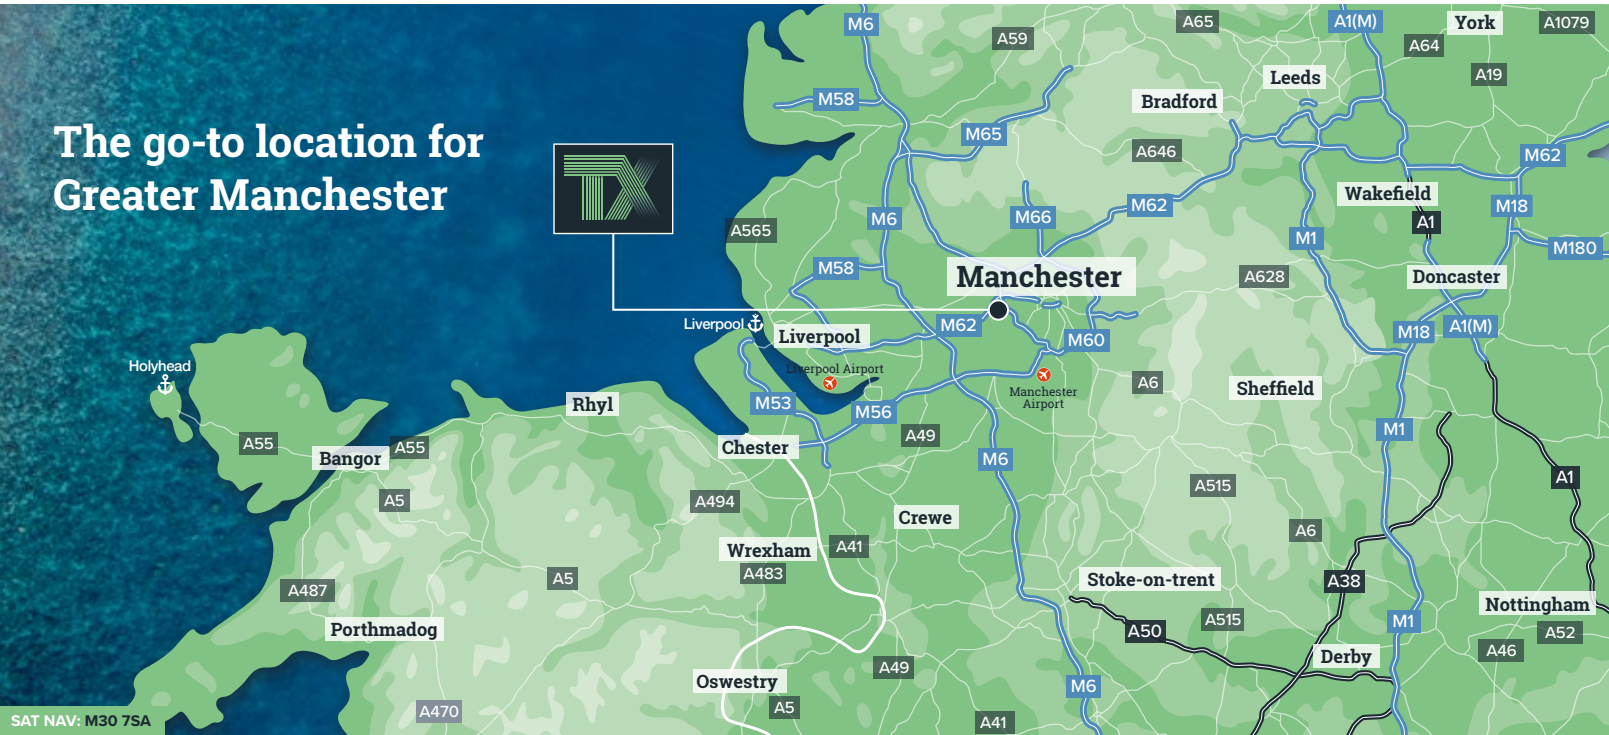 The go-to location for
Greater Manchester
TX
M6
A59
A65
A1(M)
York
A1079
A64
A19
Leeds
Bradford
M58
M65
A646
M62
Wakefield
M18
A1
M180
M62
M66
M6
A565
M1
M58
Manchester
A628
Doncaster
Liverpool
Liverpool
M62
M60
M18
A1(M)
Holyhead
Liverpool Airport
Manchester
Airport
A6
Sheffield
Rhyl
M53
M56
A49
M1
A55
Bangor
A55
Chester
M6
A1
A5
A494
A515
Crewe
A6
Wrexham
A41
A483
A5
Stoke-on-trent
A38
A487
Nottingham
Porthmadog
A50
A515
M1
A52
A46
Derby
A49
Oswestry
M6
A5
A470
A41
SAT NAV: M30 7SA